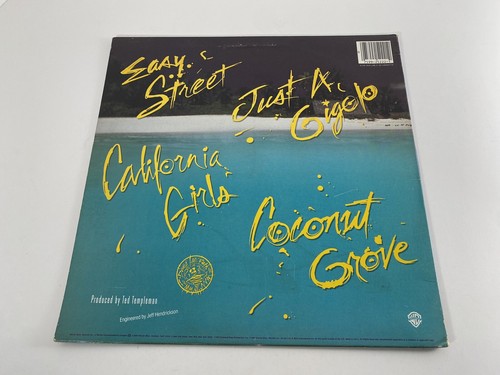 Easy
Street
Just A
Gigolo
California
Girls
Coconut
Grove
Produced by Ted Templeman
Engineered by Jeff Hendrickson